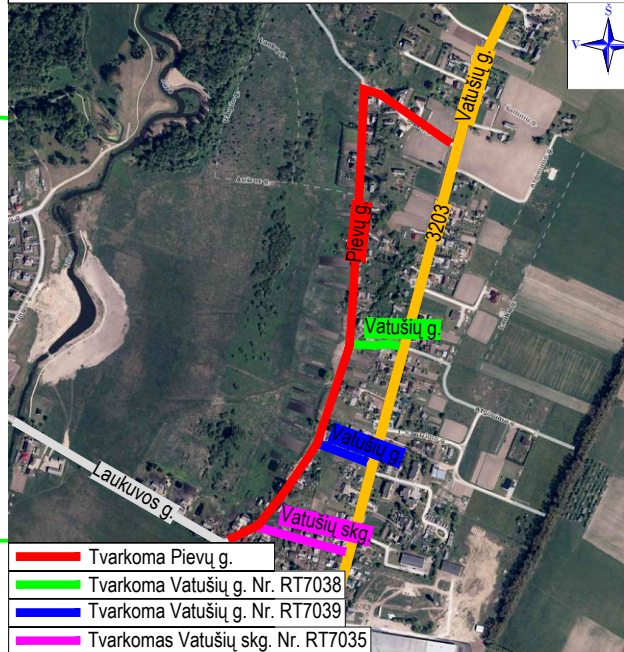 Š
V
Vatušių g.
3203
Pievų g.
Vatušių g.
Vatušių g.
Vatušių skg.
Laukuvos g.
Tvarkoma Pievų g.
Tvarkoma Vatušių g. Nr. RT7038
Tvarkoma Vatušių g. Nr. RT7039
Tvarkomas Vatušių skg. Nr. RT7035